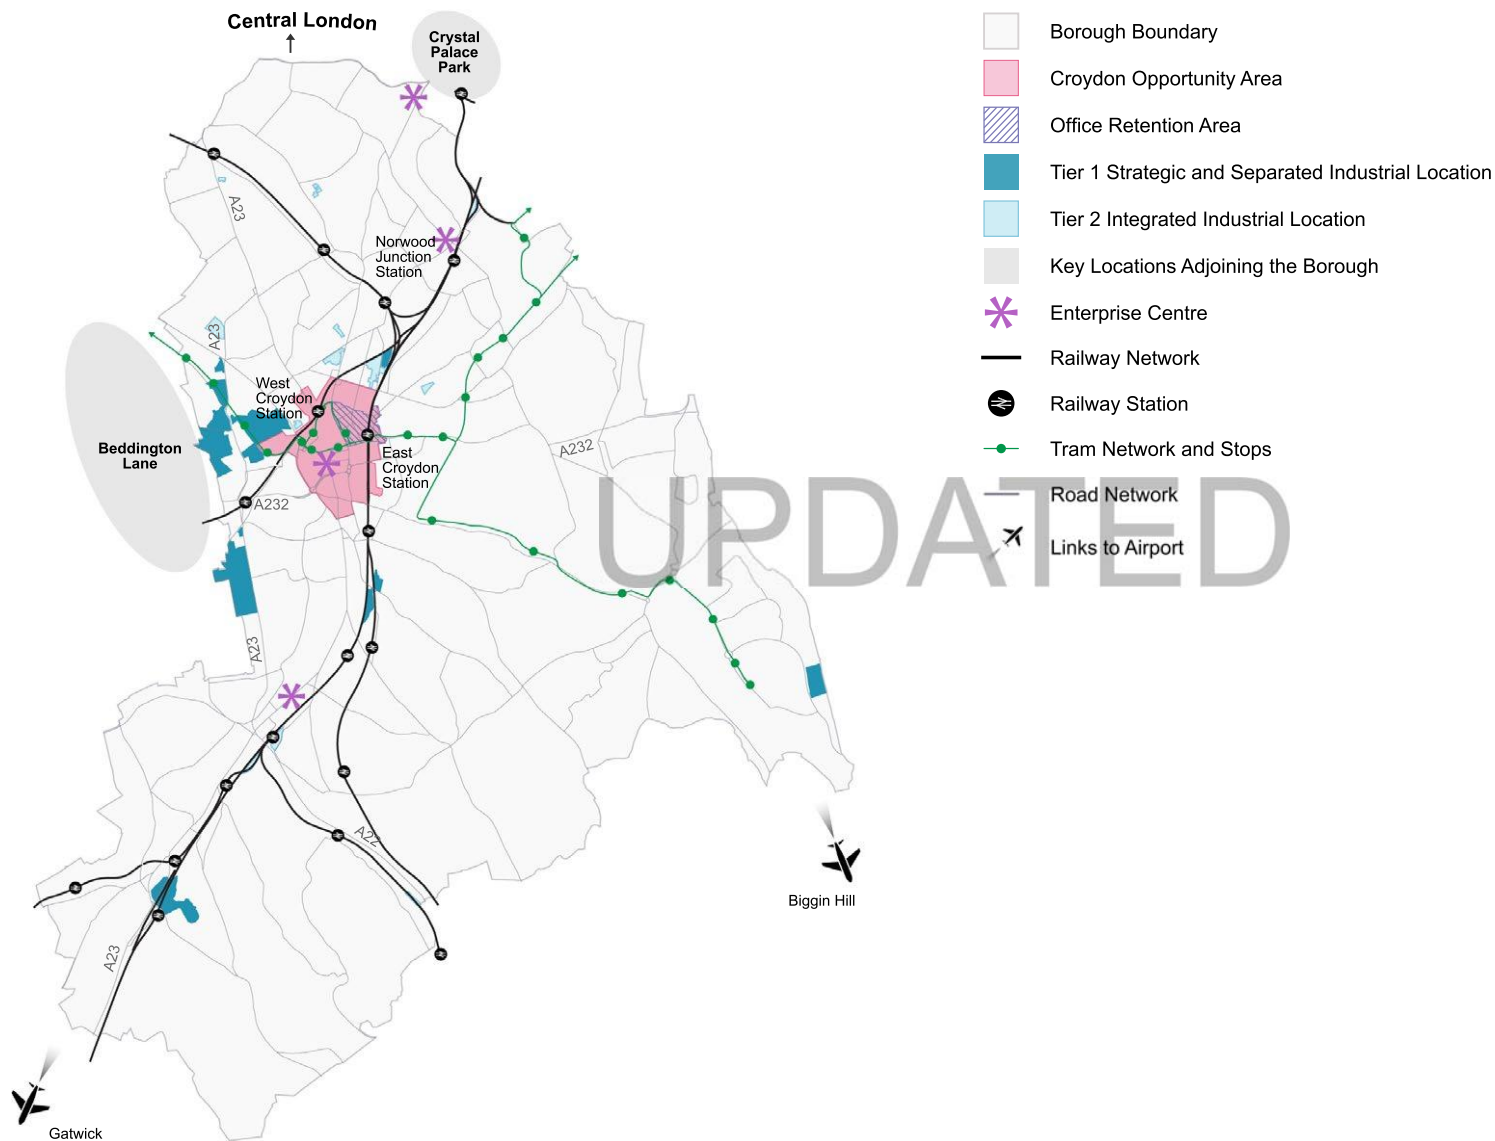 Central London
Crystal
Palace
Park
A23
Norwood
Junction
Station
A23
West
Croydon
Station
Beddington
Lane
East
Croydon
Station
A232
A232
A23
A22
A23
Biggin Hill
Gatwick
Borough Boundary
Croydon Opportunity Area
Office Retention Area
Tier 1 Strategic and Separated Industrial Location
Tier 2 Integrated Industrial Location
Key Locations Adjoining the Borough
Enterprise Centre
Railway Network
Railway Station
Tram Network and Stops
Road Network
Links to Airport
UPDATED